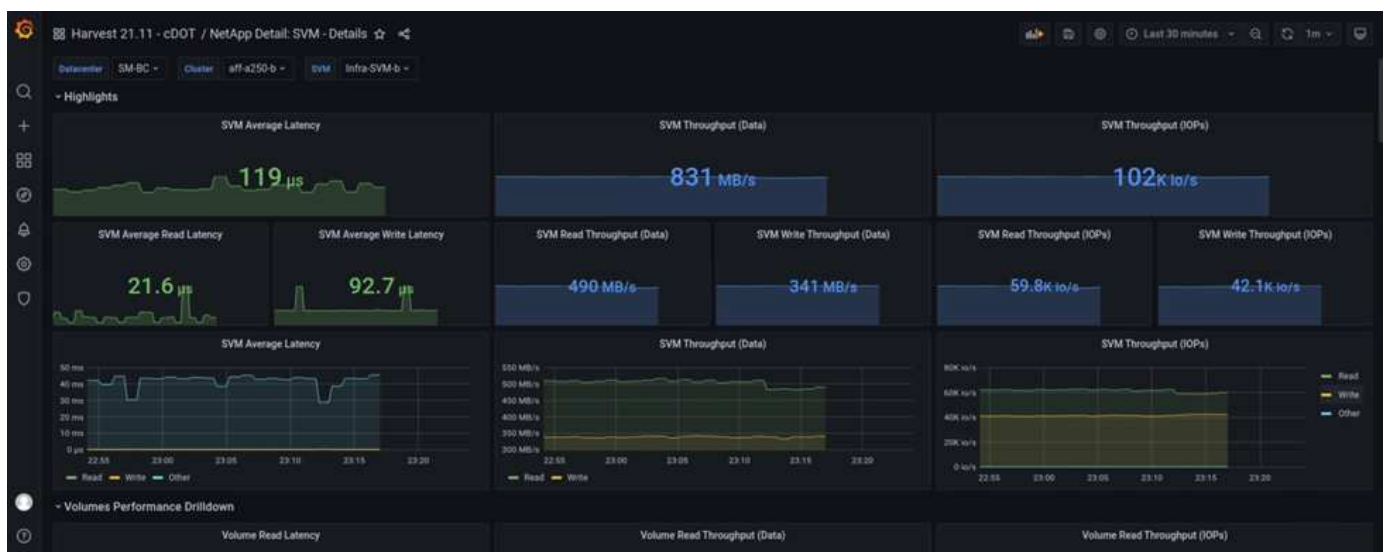 Harvest 21.11 - cDOT / NetApp Detail: SVM - Details
Last 30 minutes
1m
Datacenter SM-BC Cluster aff-a250-b SVM Infra-SVM-b
Highlights
SVM Average Latency
119 µs
SVM Throughput (Data)
831 MB/s
SVM Throughput (IOPs)
102K io/s
SVM Average Read Latency
21.6 µs
SVM Average Write Latency
92.7 µs
SVM Read Throughput (Data)
490 MB/s
SVM Write Throughput (Data)
341 MB/s
SVM Read Throughput (IOPs)
59.8K io/s
SVM Write Throughput (IOPs)
42.1K io/s
SVM Average Latency
50 ms
40 ms
30 ms
20 ms
10 ms
0 µs
22:55 23:00 23:05 23:10 23:15 23:20
Read Write Other
SVM Throughput (Data)
550 MB/s
500 MB/s
450 MB/s
400 MB/s
350 MB/s
300 MB/s
22:55 23:00 23:05 23:10 23:15 23:20
Read Write
SVM Throughput (IOPs)
80K io/s
60K io/s
40K io/s
20K io/s
0 io/s
22:55 23:00 23:05 23:10 23:15 23:20
Read
Write
Other
Volumes Performance Drilldown
Volume Read Latency
Volume Read Throughput (Data)
Volume Read Throughput (IOPs)